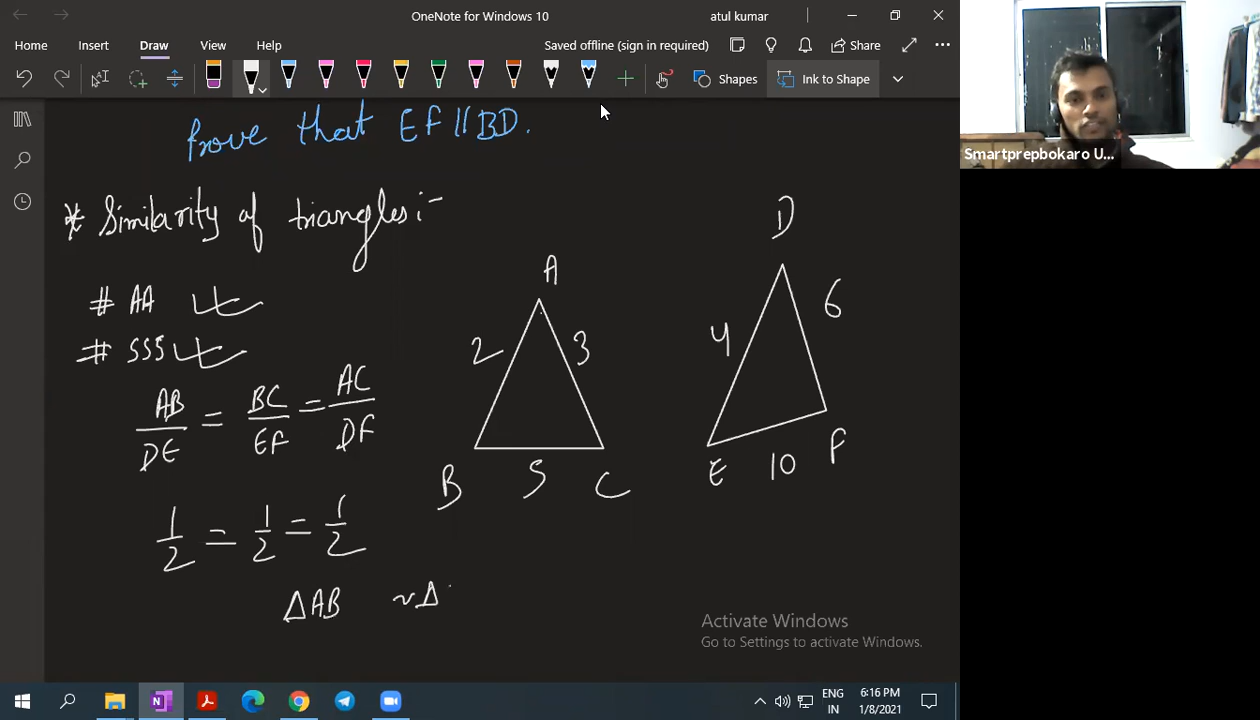 OneNote for Windows 10
atul kumar
Home Insert Draw View Help
Saved offline (sign in required)
Share
Shapes
Ink to Shape
Smartprepbokaro U...
Prove that EF || BD.
* Similarity of triangles :-
# AA
# SSS
AB/DE = BC/EF = AC/DF
1/2 = 1/2 = 1/2
Δ AB ~ Δ
A
2 3
B 5 C
D
4 6
E 10 F
Activate Windows
Go to Settings to activate Windows.
ENG
IN
6:16 PM
1/8/2021